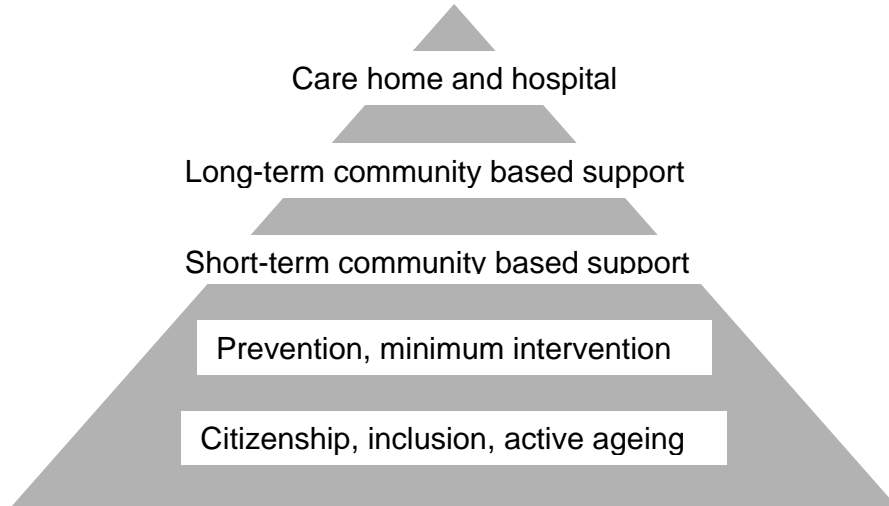 Care home and hospital
Long-term community based support
Short-term community based support
Prevention, minimum intervention
Citizenship, inclusion, active ageing